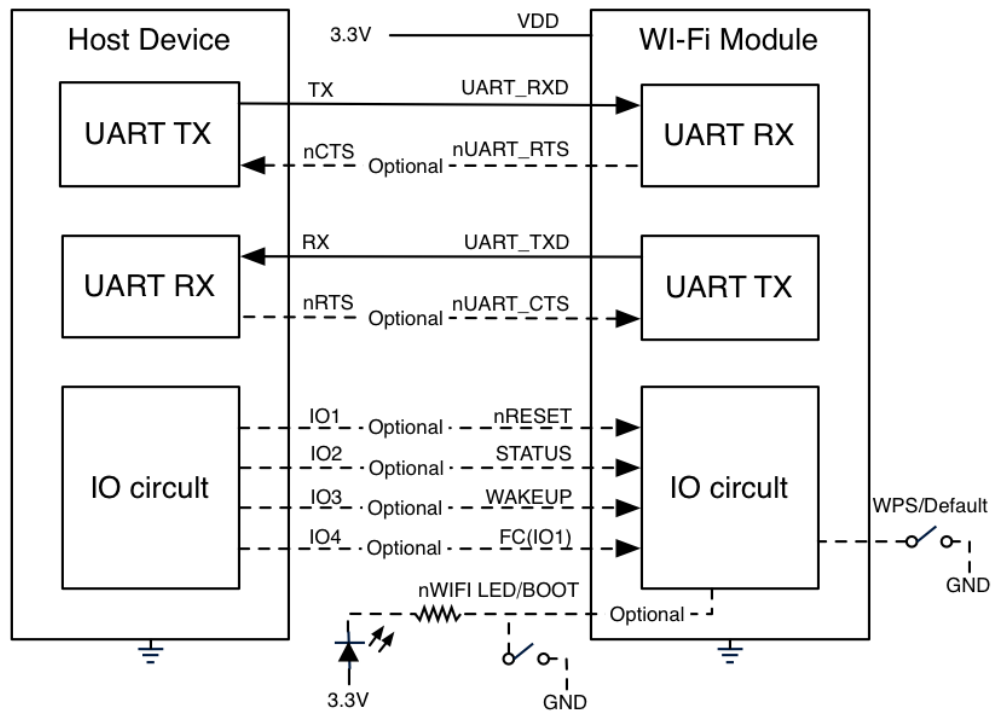 Host Device
3.3V
VDD
WI-Fi Module
UART TX
TX
UART_RXD
UART RX
nCTS
Optional
nUART_RTS
UART RX
RX
UART_TXD
UART TX
nRTS
Optional
nUART_CTS
IO circult
IO1
Optional
nRESET
IO circult
IO2
Optional
STATUS
IO3
Optional
WAKEUP
IO4
Optional
FC(IO1)
WPS/Default
GND
nWIFI LED/BOOT
Optional
3.3V
GND